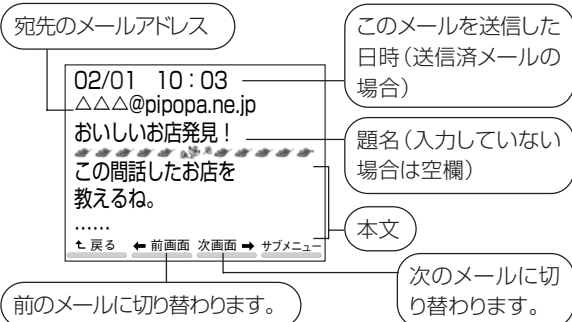 宛先のメールアドレス
このメールを送信した
日時（送信済メールの
場合）
02/01 10：03
△△△@pipopa.ne.jp
おいしいお店発見！
題名（入力していない
場合は空欄）
この間話したお店を
教えるね。
……
本文
戻る 前画面 次画面 サブメニュー
前のメールに切り替わります。
次のメールに切
り替わります。